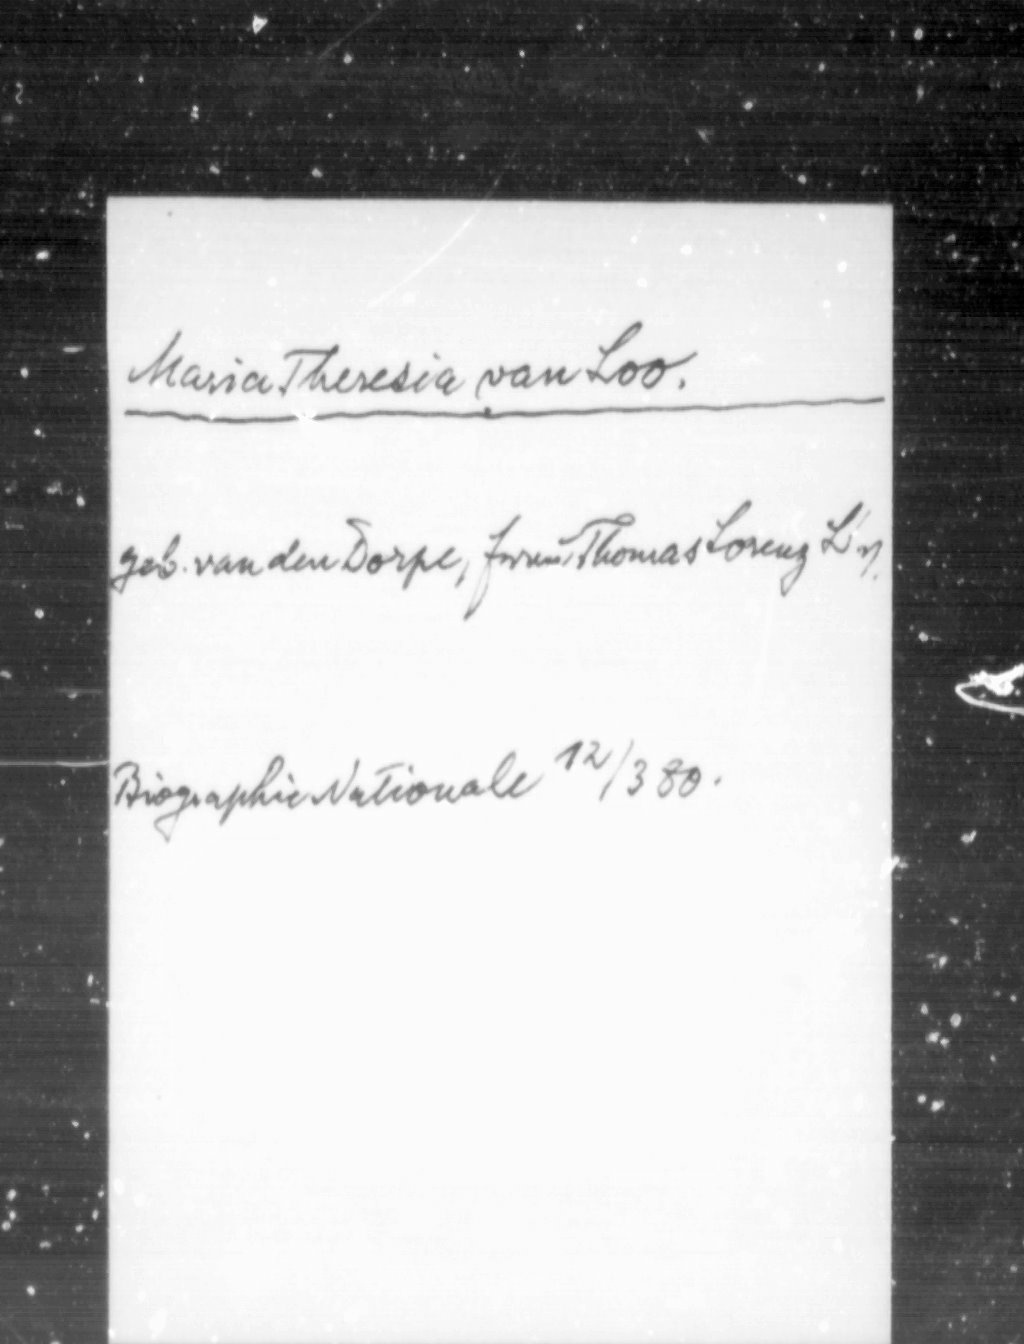 Maria Theresia van Loo.
geb. van den Dorpe, frau Thomas Lorenz L's.
Biographie Nationale 12/380.